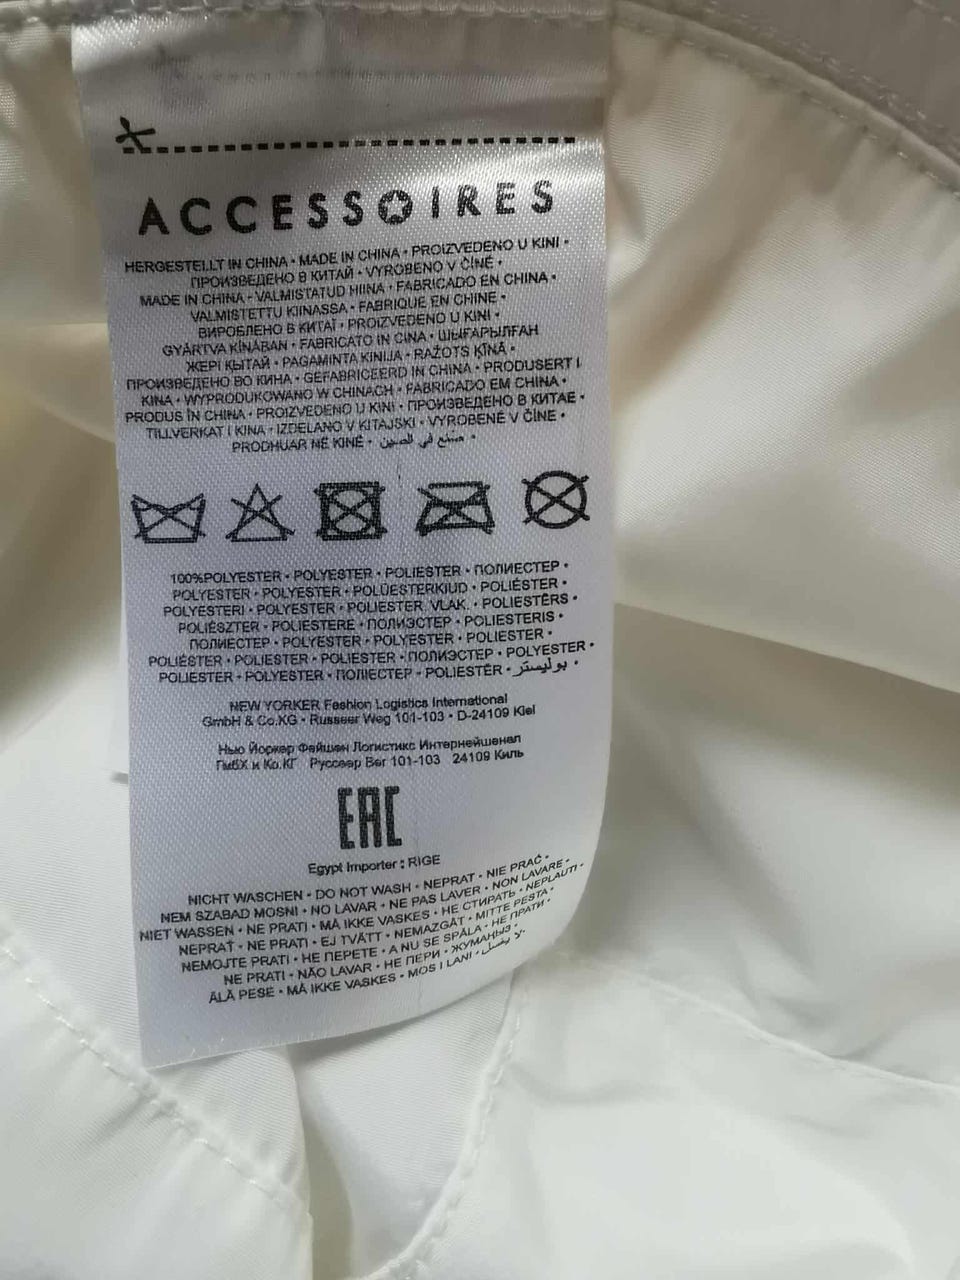 ACCESSOIRES
HERGESTELLT IN CHINA • MADE IN CHINA • PROIZVEDENO U KINI •
ПРОИЗВЕДЕНО В КИТАЙ • VYROBENO V ČÍNĚ •
MADE IN CHINA • VALMISTATUD HIINA • FABRICADO EN CHINA •
VALMISTETTU KIINASSA • FABRIQUE EN CHINE •
ВИРОБЛЕНО В КИТАЇ • PROIZVEDENO U KINI •
GYÁRTVA KÍNÁBAN • FABRICATO IN CINA • ШЫҒАРЫЛҒАН
ЖЕРІ ҚЫТАЙ • PAGAMINTA KINIJA • RAŽOTS ĶĪNĀ •
ПРОИЗВЕДЕНО ВО КИНА • GEFABRICEERD IN CHINA • PRODUSERT I
KINA • WYPRODUKOWANO W CHINACH • FABRICADO EM CHINA •
PRODUS ÎN CHINA • PROIZVEDENO U KINI • ПРОИЗВЕДЕНО В КИТАЕ •
TILLVERKAT I KINA • IZDELANO V KITAJSKI • VYROBENÉ V ČÍNE •
PRODHUAR NË KINË • صنع في الصين •
100%POLYESTER • POLYESTER • POLIESTER • ПОЛИЕСТЕР •
POLYESTER • POLYESTER • POLÜESTERKIUD • POLIÉSTER •
POLYESTERI • POLYESTER • POLIESTER. VLAK. • POLIESTĒRS •
POLIÉSZTER • POLIESTERE • ПОЛИЭСТЕР • POLIESTERIS •
ПОЛИЕСТЕР • POLYESTER • POLYESTER • POLIESTER •
POLIÉSTER • POLIESTER • POLIESTER • ПОЛИЭСТЕР • POLYESTER •
POLIESTER • POLYESTER • ПОЛІЕСТЕР • POLIESTËR • بوليستر •
NEW YORKER Fashion Logistics International
GmbH & Co.KG • Russeer Weg 101-103 • D-24109 Kiel
Нью Йоркер Фейшен Логистикс Интернейшенал
ГмбХ и Ко.КГ Руссеер Вег 101-103 24109 Киль
EAC
Egypt Importer : RIGE
NICHT WASCHEN • DO NOT WASH • NEPRAT • NIE PRAĆ •
NEM SZABAD MOSNI • NO LAVAR • NE PAS LAVER • NON LAVARE •
NIET WASSEN • NE PRATI • MÅ IKKE VASKES • НЕ СТИРАТЬ • NEPLAUTI •
NEPRAŤ • NE PRATI • EJ TVÄTT • NEMAZGĀT • MITTE PESTA •
NEMOJTE PRATI • НЕ ПЕРЕТЕ • A NU SE SPĂLA • НЕ ПРАТИ •
NE PRATI • NÃO LAVAR • НЕ ПЕРИ • ЖУМАҢЫЗ •
ÄLÄ PESE • MÅ IKKE VASKES • MOS I LANI • لا يغسل •